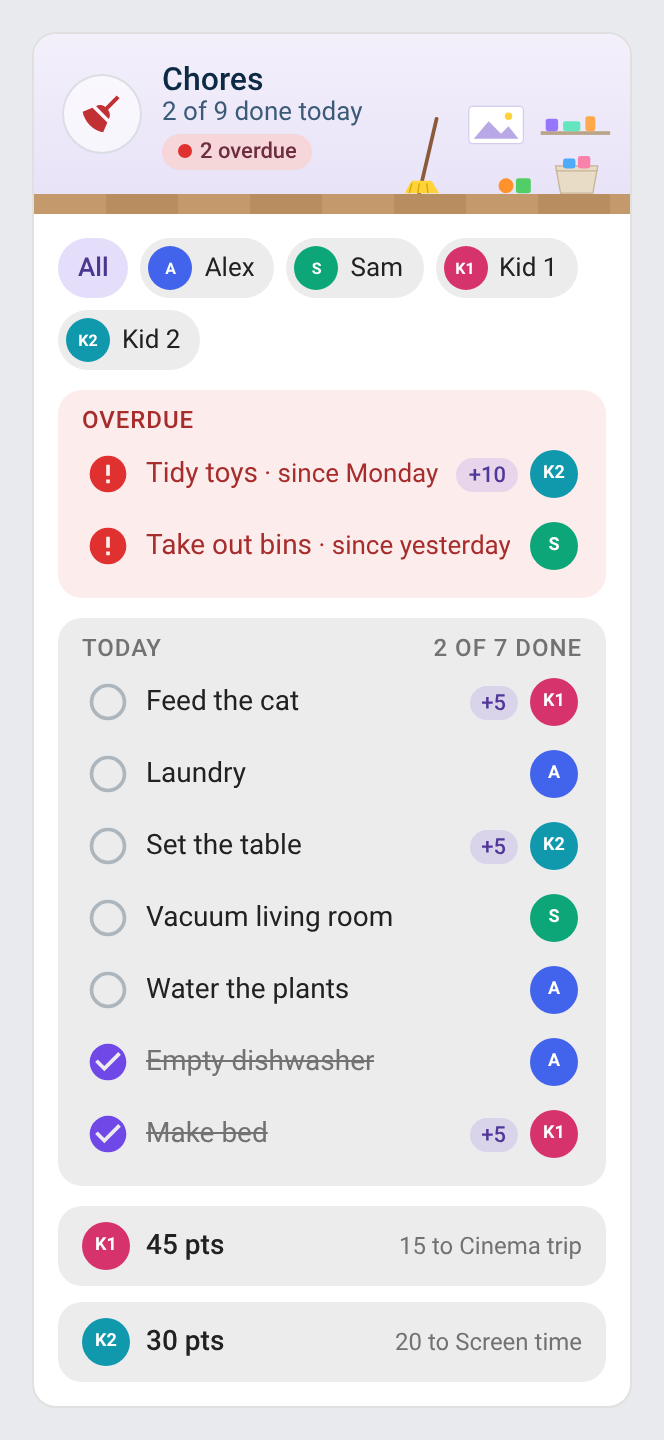 Chores
2 of 9 done today
2 overdue
All
A Alex
S Sam
K1 Kid 1
K2 Kid 2
OVERDUE
! Tidy toys · since Monday +10 K2
! Take out bins · since yesterday S
TODAY 2 OF 7 DONE
Feed the cat +5 K1
Laundry A
Set the table +5 K2
Vacuum living room S
Water the plants A
Empty dishwasher A
Make bed +5 K1
K1 45 pts 15 to Cinema trip
K2 30 pts 20 to Screen time